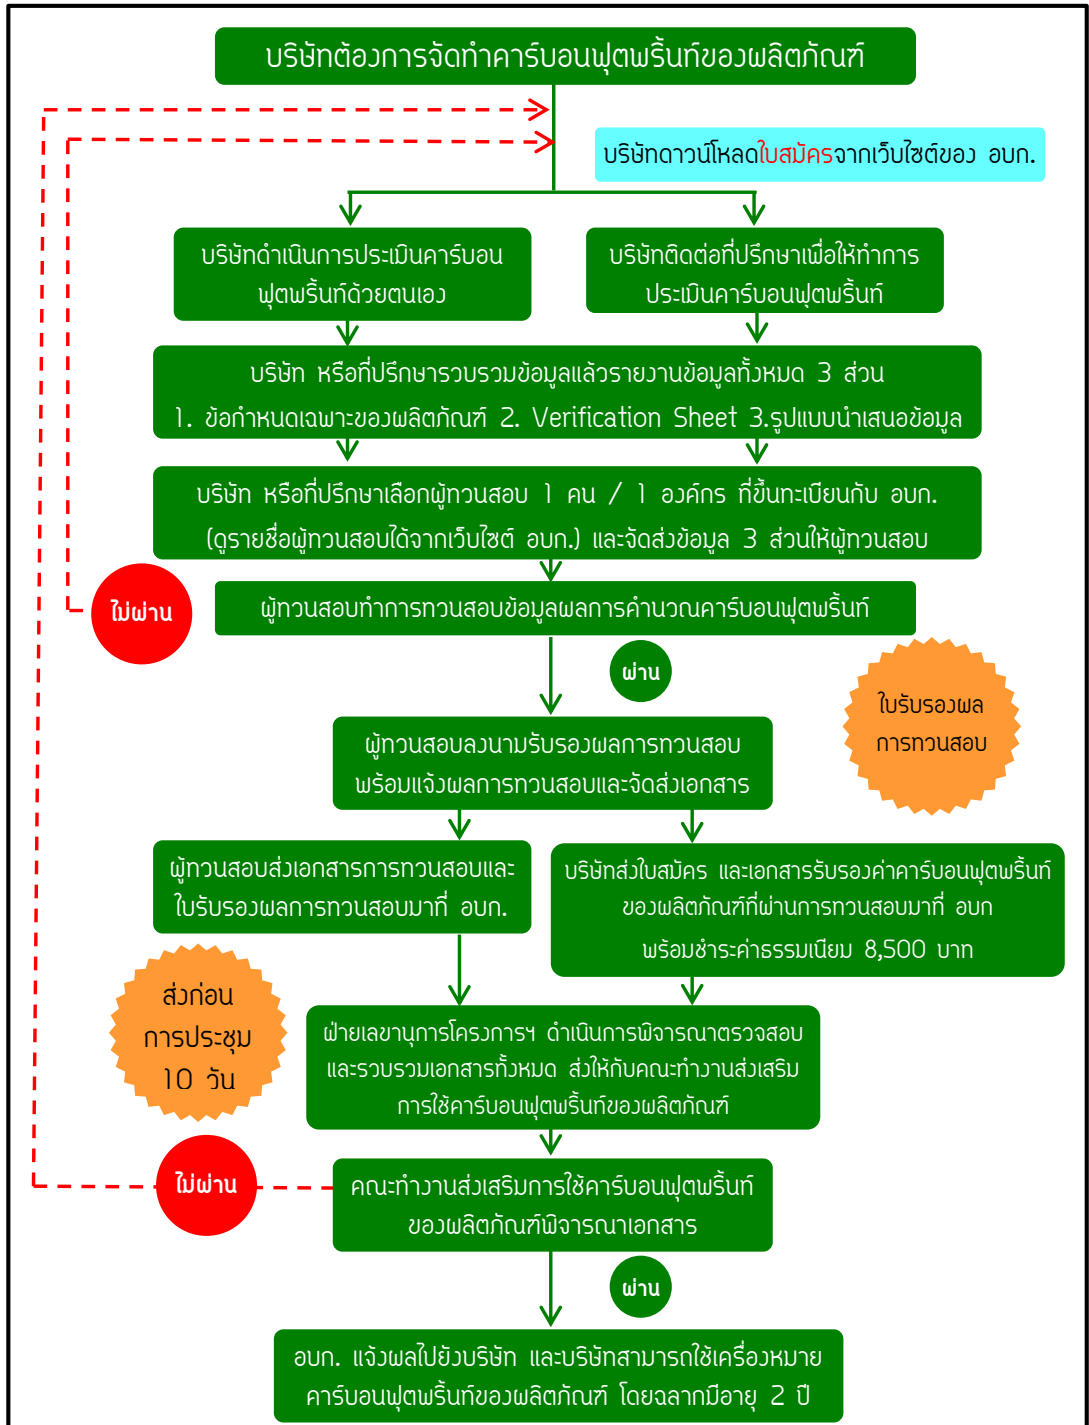 บริษัทต้องการจัดทำคาร์บอนฟุตพริ้นท์ของผลิตภัณฑ์
บริษัทดาวน์โหลดใบสมัครจากเว็บไซต์ของ อบก.
บริษัทดำเนินการประเมินคาร์บอน
ฟุตพริ้นท์ด้วยตนเอง
บริษัทติดต่อที่ปรึกษาเพื่อให้ทำการ
ประเมินคาร์บอนฟุตพริ้นท์
บริษัท หรือที่ปรึกษารวบรวมข้อมูลแล้วรายงานข้อมูลทั้งหมด 3 ส่วน
1. ข้อกำหนดเฉพาะของผลิตภัณฑ์ 2. Verification Sheet 3.รูปแบบนำเสนอข้อมูล
บริษัท หรือที่ปรึกษาเลือกผู้ทวนสอบ 1 คน / 1 องค์กร ที่ขึ้นทะเบียนกับ อบก.
(ดูรายชื่อผู้ทวนสอบได้จากเว็บไซต์ อบก.) และจัดส่งข้อมูล 3 ส่วนให้ผู้ทวนสอบ
ไม่ผ่าน
ผู้ทวนสอบทำการทวนสอบข้อมูลผลการคำนวณคาร์บอนฟุตพริ้นท์
ผ่าน
ใบรับรองผล
การทวนสอบ
ผู้ทวนสอบลงนามรับรองผลการทวนสอบ
พร้อมแจ้งผลการทวนสอบและจัดส่งเอกสาร
ผู้ทวนสอบส่งเอกสารการทวนสอบและ
ใบรับรองผลการทวนสอบมาที่ อบก.
บริษัทส่งใบสมัคร และเอกสารรับรองค่าคาร์บอนฟุตพริ้นท์
ของผลิตภัณฑ์ที่ผ่านการทวนสอบมาที่ อบก
พร้อมชำระค่าธรรมเนียม 8,500 บาท
ส่งก่อน
การประชุม
10 วัน
ฝ่ายเลขานุการโครงการฯ ดำเนินการพิจารณาตรวจสอบ
และรวบรวมเอกสารทั้งหมด ส่งให้กับคณะทำงานส่งเสริม
การใช้คาร์บอนฟุตพริ้นท์ของผลิตภัณฑ์
ไม่ผ่าน
คณะทำงานส่งเสริมการใช้คาร์บอนฟุตพริ้นท์
ของผลิตภัณฑ์พิจารณาเอกสาร
ผ่าน
อบก. แจ้งผลไปยังบริษัท และบริษัทสามารถใช้เครื่องหมาย
คาร์บอนฟุตพริ้นท์ของผลิตภัณฑ์ โดยฉลากมีอายุ 2 ปี